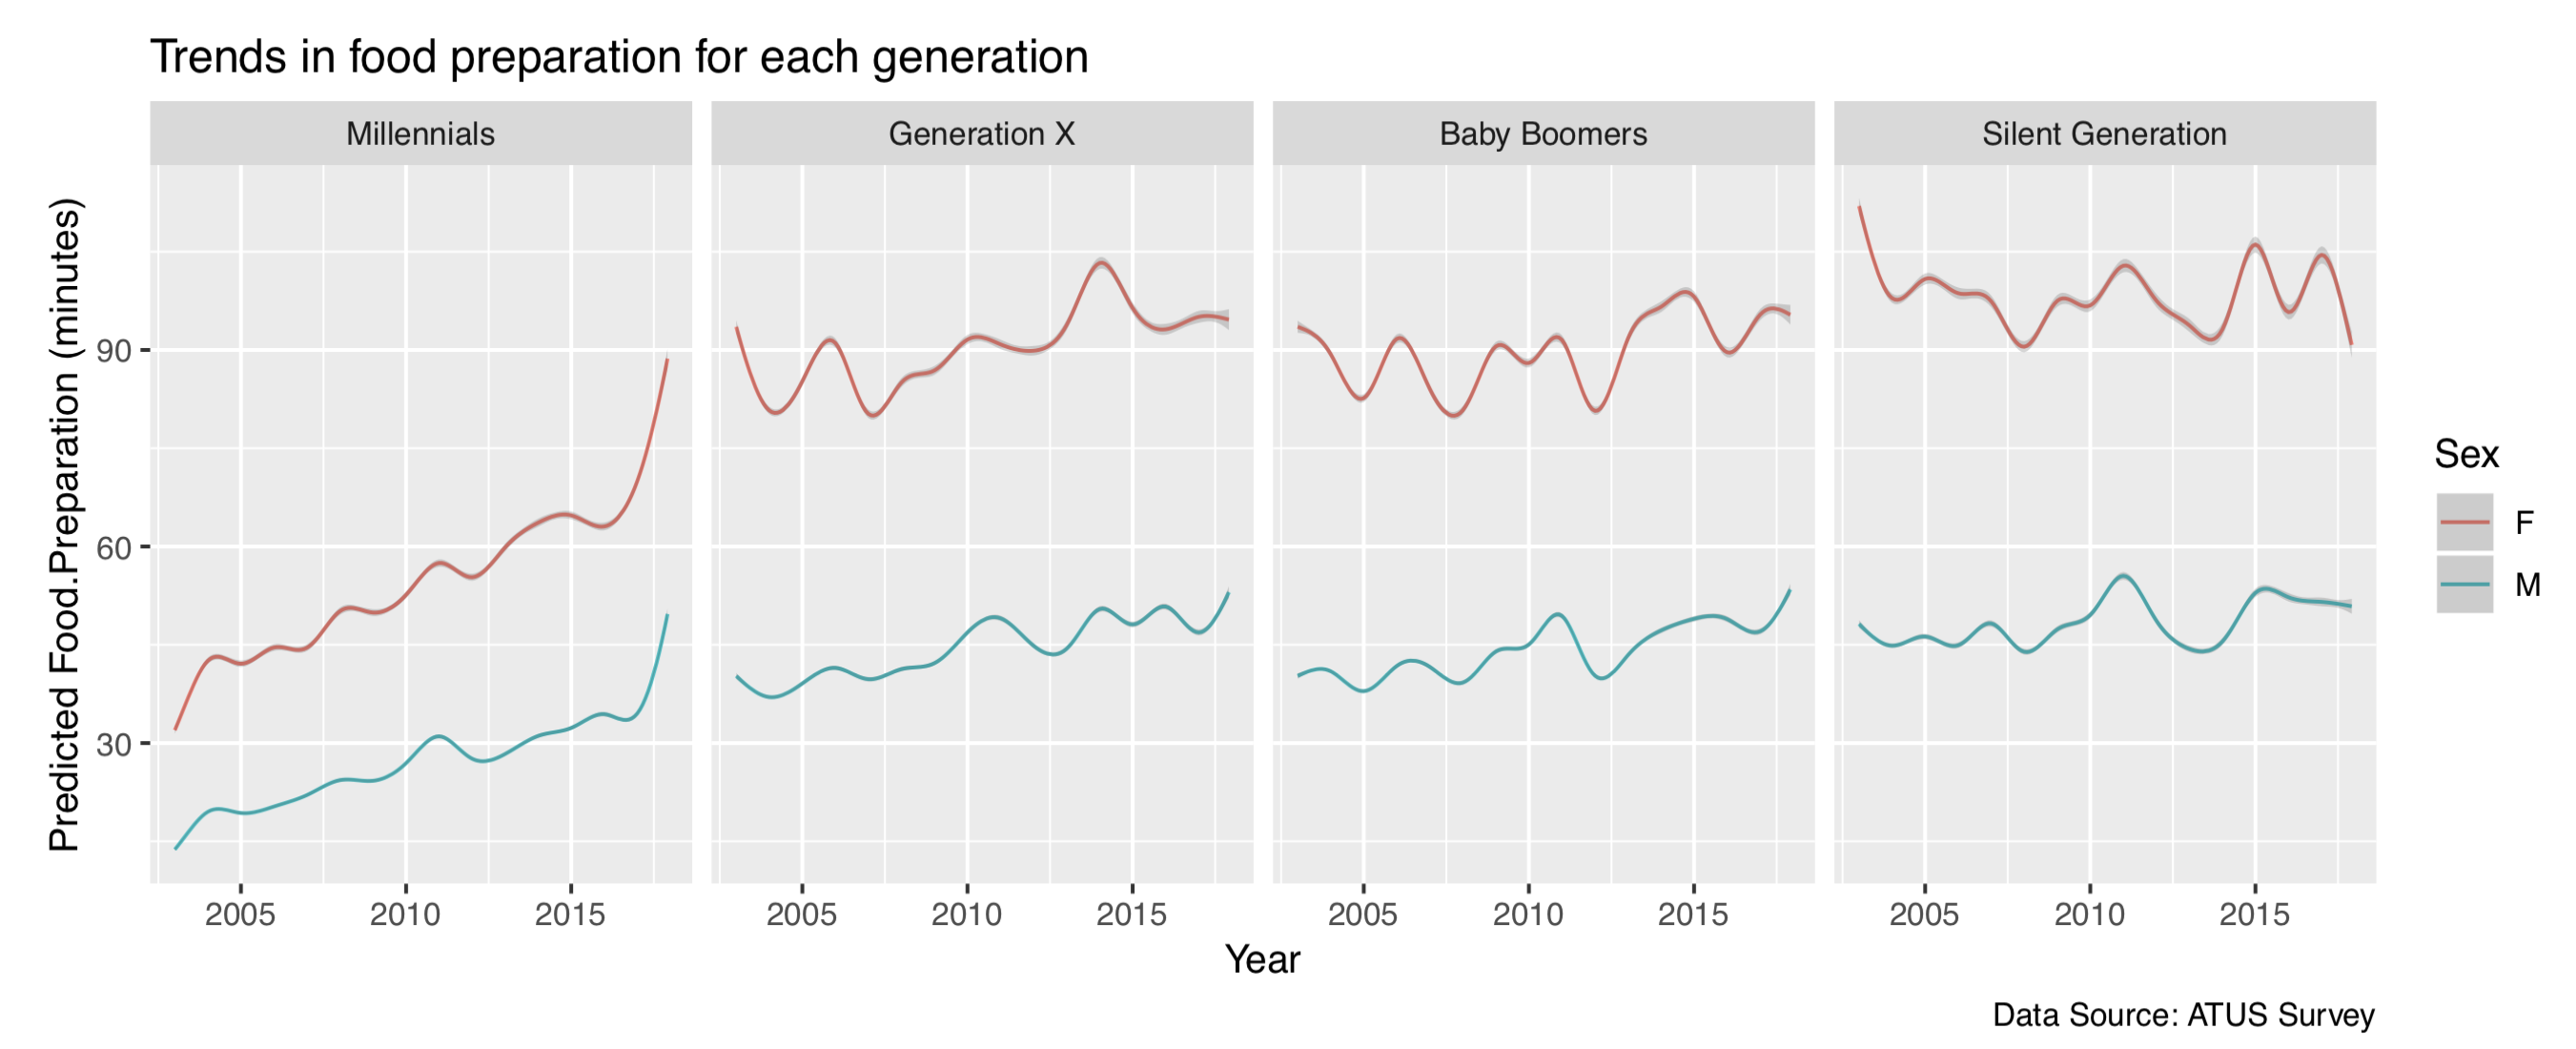 Trends in food preparation for each generation
Millennials Generation X Baby Boomers Silent Generation
Predicted Food.Preparation (minutes)
90
60
30
2005 2010 2015 2005 2010 2015 2005 2010 2015 2005 2010 2015
Year
Sex
F
M
Data Source: ATUS Survey